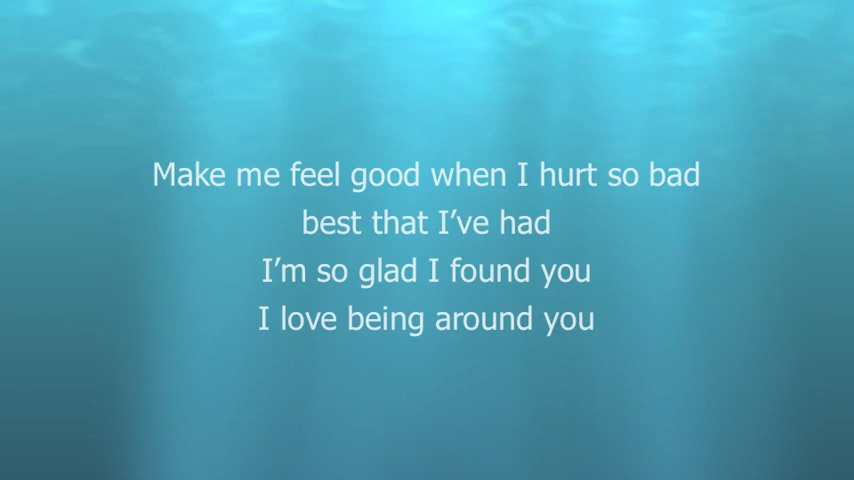 Make me feel good when I hurt so bad
best that I’ve had
I’m so glad I found you
I love being around you